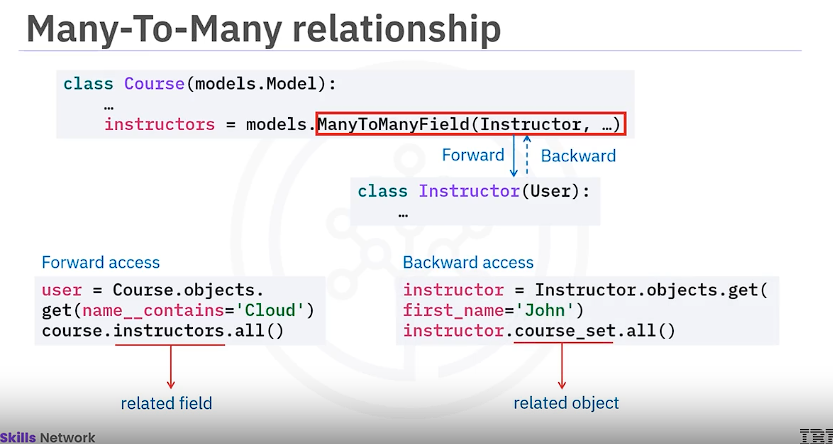 Many-To-Many relationship
class Course(models.Model):
…
instructors = models.ManyToManyField(Instructor, …)
Forward
Backward
class Instructor(User):
…
Forward access
user = Course.objects.
get(name__contains='Cloud')
course.instructors.all()
related field
Backward access
instructor = Instructor.objects.get(
first_name='John')
instructor.course_set.all()
related object
Skills Network